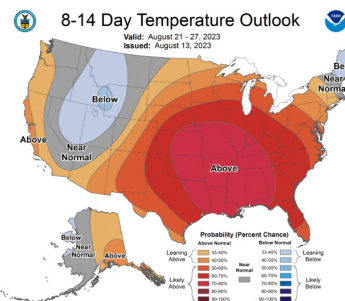 8-14 Day Temperature Outlook
Valid: August 21 - 27, 2023
Issued: August 13, 2023
Below
Be
Near
Norma
Above
Near
Normal
Above
Below
Near
Normal
Above
Probability (Percent Chance)
Above Normal
Below Normal
Leaning
Above
33-40%
40-50%
50-60%
Near
Normal
33-40%
40-50%
50-60%
Leaning
Below
Likely
Above
60-70%
70-80%
80-90%
90-100%
60-70%
70-80%
80-90%
90-100%
Likely
Below